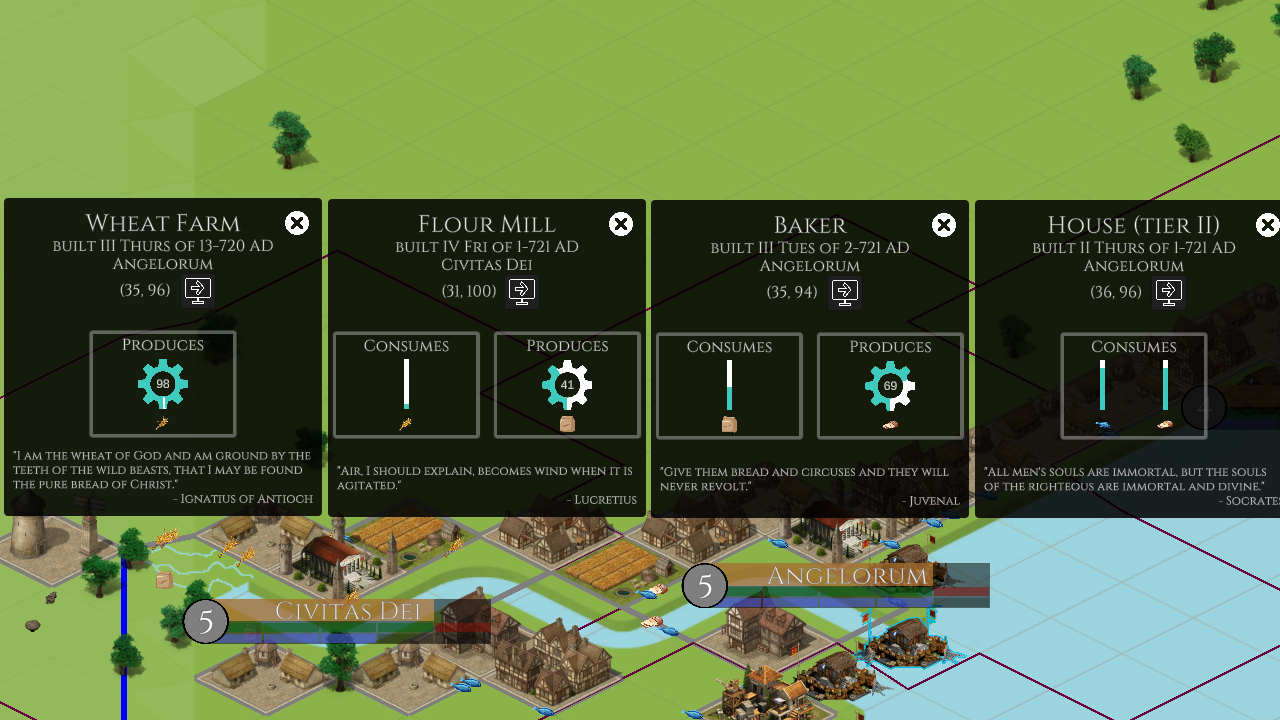 Wheat Farm
built III Thurs of 13-720 AD
Angelorum
(35, 96)
Produces
98
"I am the wheat of God and am ground by the
teeth of the wild beasts, that I may be found
the pure bread of Christ."
- Ignatius of Antioch
Flour Mill
built IV Fri of 1-721 AD
Civitas Dei
(31, 100)
Consumes
Produces
41
"Air, I should explain, becomes wind when it is
agitated."
- Lucretius
Baker
built III Tues of 2-721 AD
Angelorum
(35, 94)
Consumes
Produces
69
"Give them bread and circuses and they will
never revolt."
- Juvenal
House (tier II)
built II Thurs of 1-721 AD
Angelorum
(36, 96)
Consumes
4
"All men's souls are immortal, but the souls
of the righteous are immortal and divine."
- Socrates
5
Angelorum
5
Civitas Dei